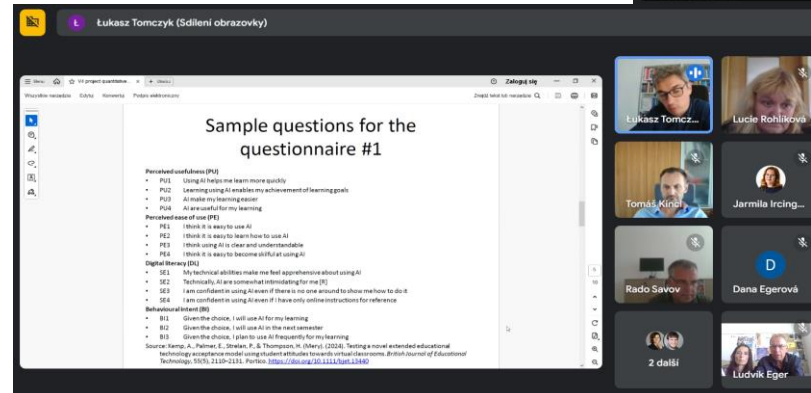 Ł
Łukasz Tomczyk (Sdílení obrazovky)
Menu
VV project quantitative...
+ Utwórz
Zaloguj się
Wszystkie narzędzia Edytuj Konwertuj Podpis elektroniczny
Znajdź tekst lub narzędzie
Sample questions for the
questionnaire #1
Perceived usefulness (PU)
• PU1 Using AI helps me learn more quickly
• PU2 Learning using AI enables my achievement of learning goals
• PU3 AI make my learning easier
• PU4 AI are useful for my learning
Perceived ease of use (PE)
• PE1 I think it is easy to use AI
• PE2 I think it is easy to learn how to use AI
• PE3 I think using AI is clear and understandable
• PE4 I think it is easy to become skilful at using AI
Digital literacy (DL)
• SE1 My technical abilities make me feel apprehensive about using AI
• SE2 Technically, AI are somewhat intimidating for me [R]
• SE3 I am confident in using AI even if there is no one around to show me how to do it
• SE4 I am confident in using AI even if I have only online instructions for reference
Behavioural Intent (BI)
• BI1 Given the choice, I will use AI for my learning
• BI2 Given the choice, I will use AI in the next semester
• BI3 Given the choice, I plan to use AI frequently for my learning
Source: Kemp, A., Palmer, E., Strelan, P., & Thompson, H. (Mery). (2024). Testing a novel extended educational
technology acceptance model using student attitudes towards virtual classrooms. British Journal of Educational
Technology, 55(5), 2110–2131. Portico. https://doi.org/10.1111/bjet.13440
Łukasz Tomcz...
Lucie Rohlíková
Tomáš Kincl
Jarmila Ircing...
Rado Savov
D
Dana Egerová
2 další
Ludvík Eger